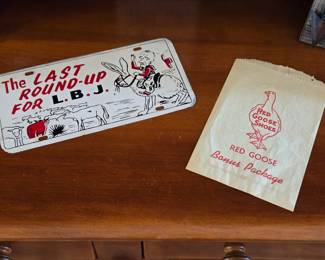 The LAST
ROUND-UP
FOR L.B.J.
RED
GOOSE
SHOES
RED GOOSE
Bonus Package